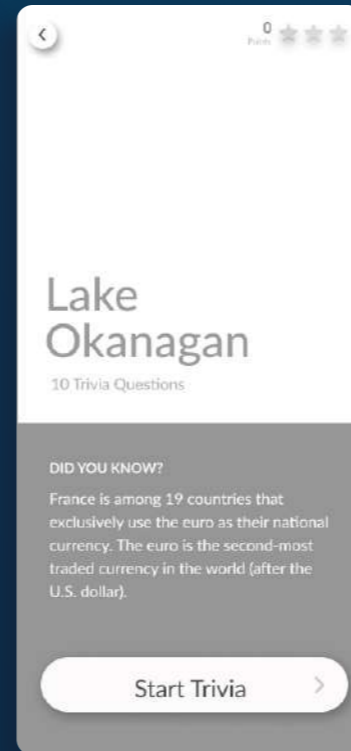 0
Points
Lake
Okanagan
10 Trivia Questions
DID YOU KNOW?
France is among 19 countries that
exclusively use the euro as their national
currency. The euro is the second-most
traded currency in the world (after the
U.S. dollar).
Start Trivia